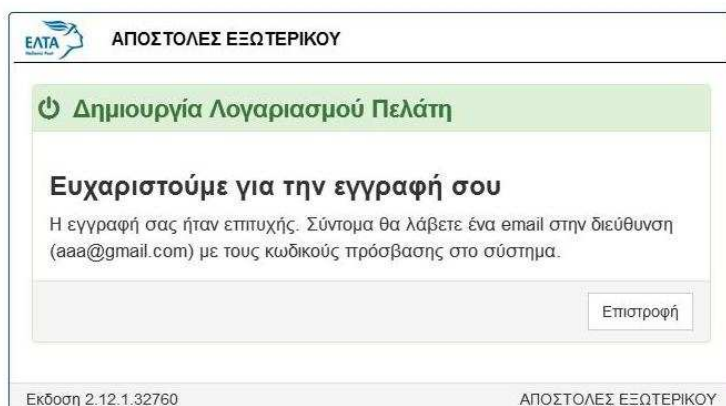 ΕΛΤΑ
ΑΠΟΣΤΟΛΕΣ ΕΞΩΤΕΡΙΚΟΥ
Δημιουργία Λογαριασμού Πελάτη
Ευχαριστούμε για την εγγραφή σου
Η εγγραφή σας ήταν επιτυχής. Σύντομα θα λάβετε ένα email στην διεύθυνση
(aaa@gmail.com) με τους κωδικούς πρόσβασης στο σύστημα.
Επιστροφή
Εκδοση 2.12.1.32760
ΑΠΟΣΤΟΛΕΣ ΕΞΩΤΕΡΙΚΟΥ